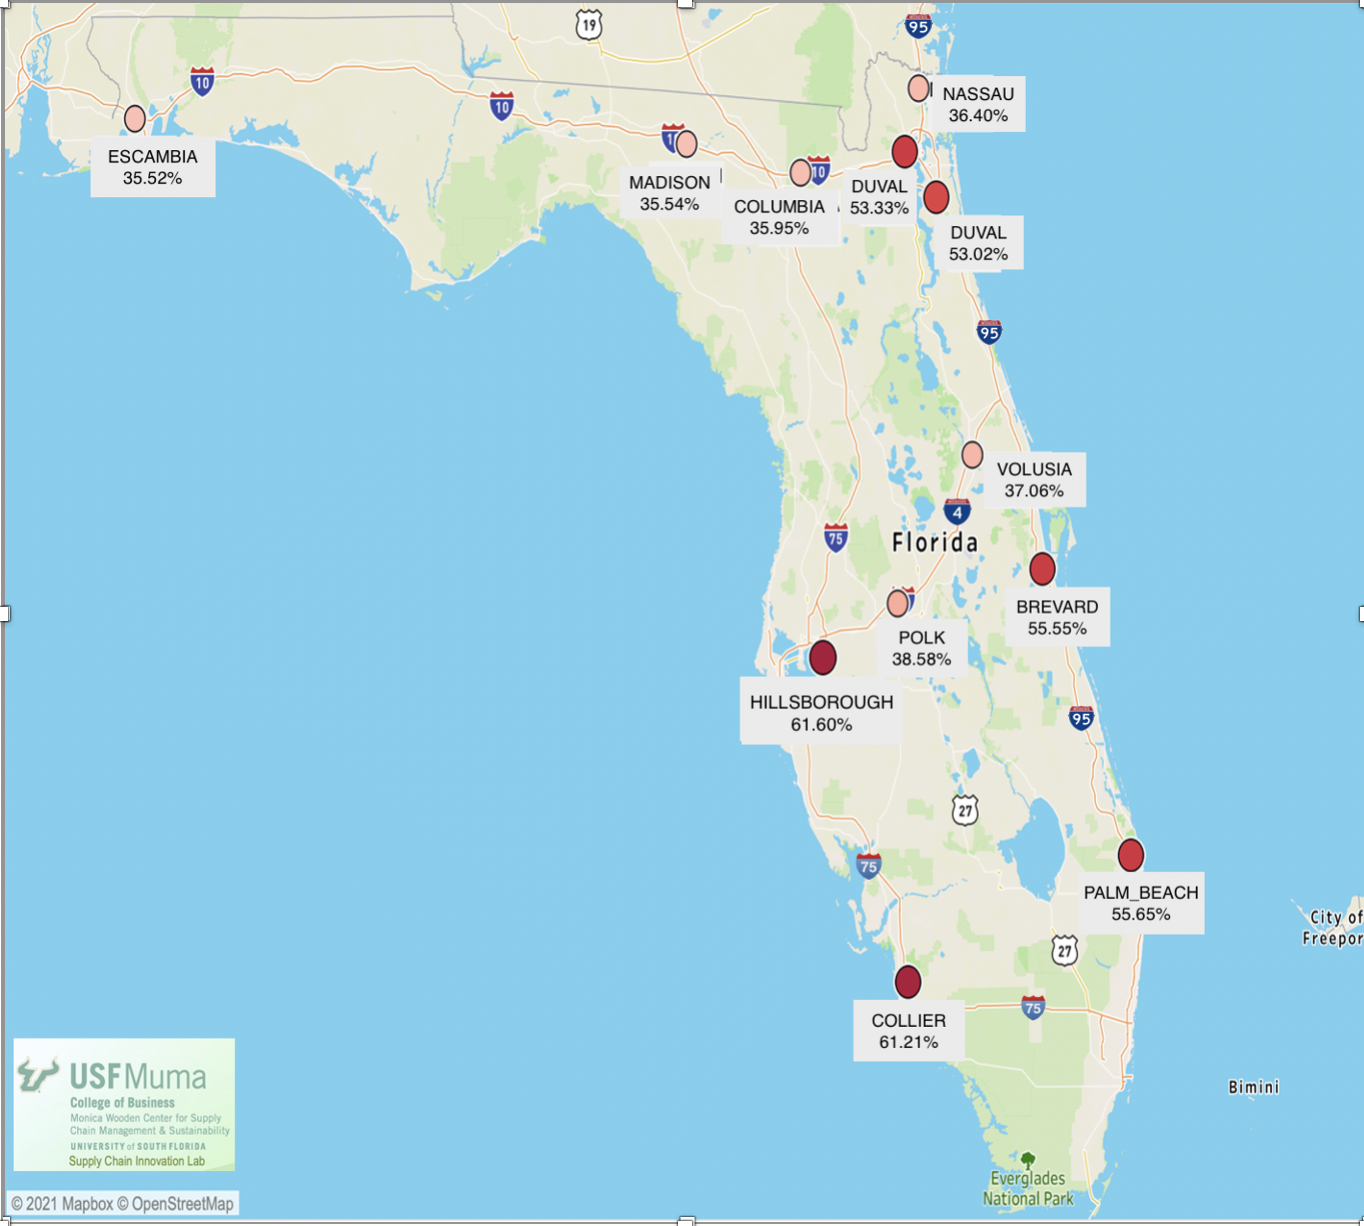 19
95
10
10
NASSAU
36.40%
ESCAMBIA
35.52%
MADISON
35.54%
10
COLUMBIA
35.95%
DUVAL
53.33%
DUVAL
53.02%
95
VOLUSIA
37.06%
4
75
Florida
BREVARD
55.55%
POLK
38.58%
HILLSBOROUGH
61.60%
95
27
75
PALM_BEACH
55.65%
City of
Freepor
27
COLLIER
61.21%
75
Bimini
Everglades
National Park
USF Muma
College of Business
Monica Wooden Center for Supply
Chain Management & Sustainability
UNIVERSITY of SOUTH FLORIDA
Supply Chain Innovation Lab
© 2021 Mapbox © OpenStreetMap